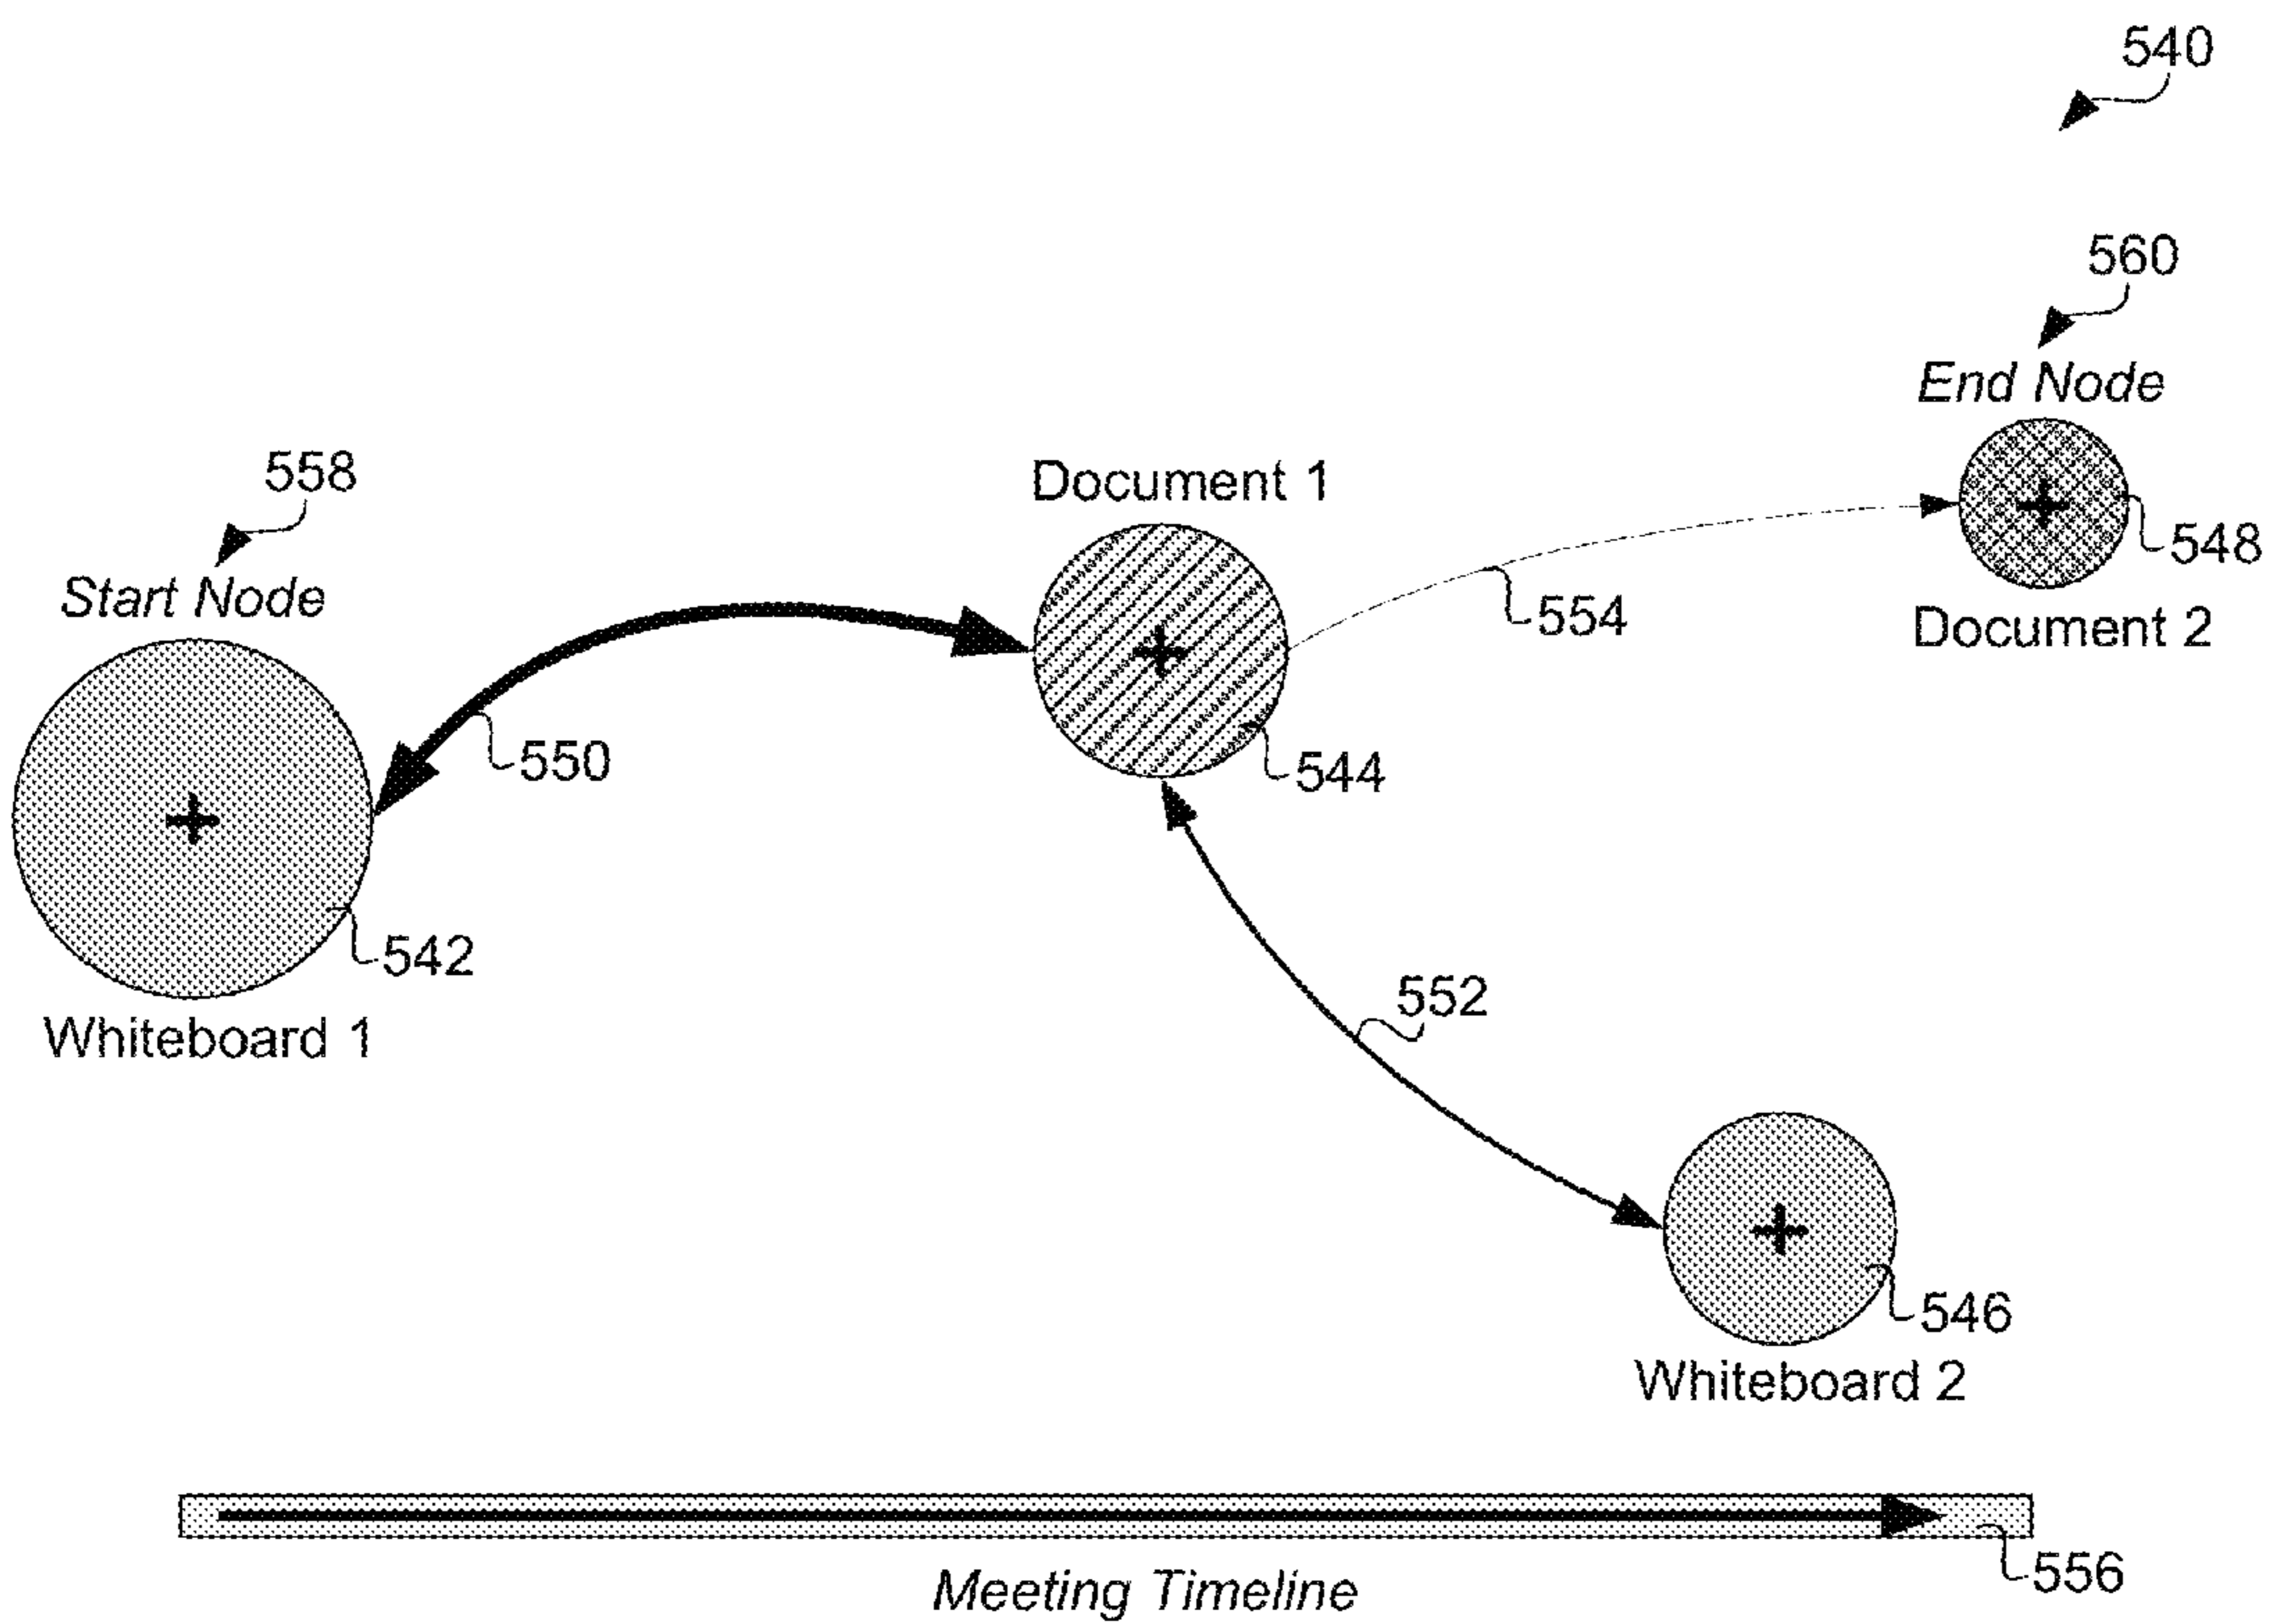 540
560
End Node
558
Document 1
548
Start Node
554
Document 2
550
544
542
552
Whiteboard 1
546
Whiteboard 2
556
Meeting Timeline